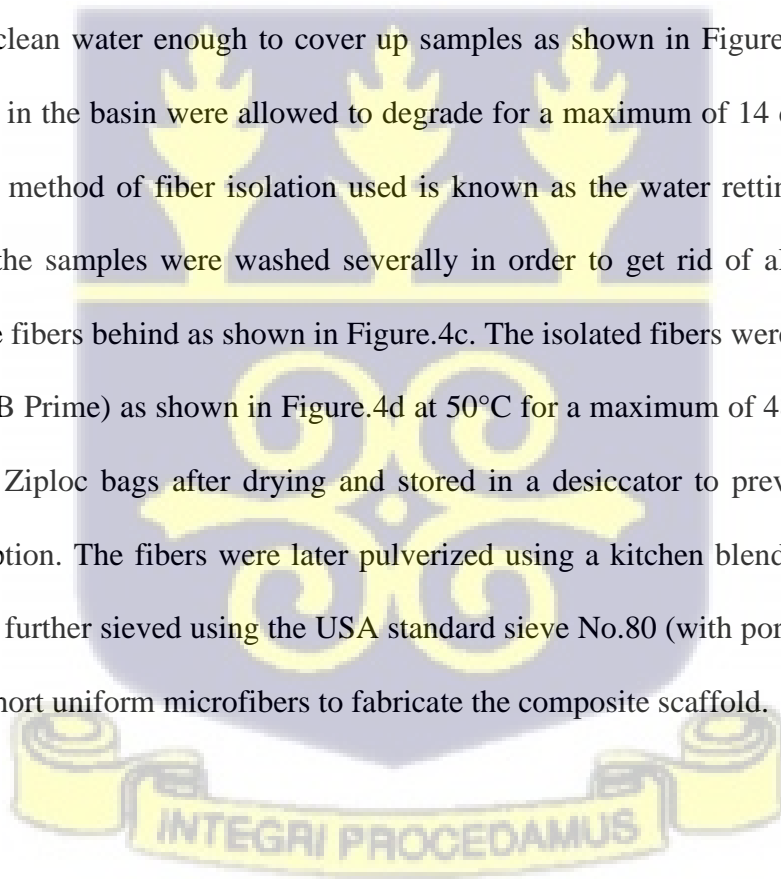 clean water enough to cover up samples as shown in Figure
in the basin were allowed to degrade for a maximum of 14
method of fiber isolation used is known as the water rettin
the samples were washed severally in order to get rid of al
fibers behind as shown in Figure.4c. The isolated fibers were
B Prime) as shown in Figure.4d at 50°C for a maximum of 4
Ziploc bags after drying and stored in a desiccator to prev
ption. The fibers were later pulverized using a kitchen blend
further sieved using the USA standard sieve No.80 (with por
hort uniform microfibers to fabricate the composite scaffold.
INTEGRI PROCEDAMUS